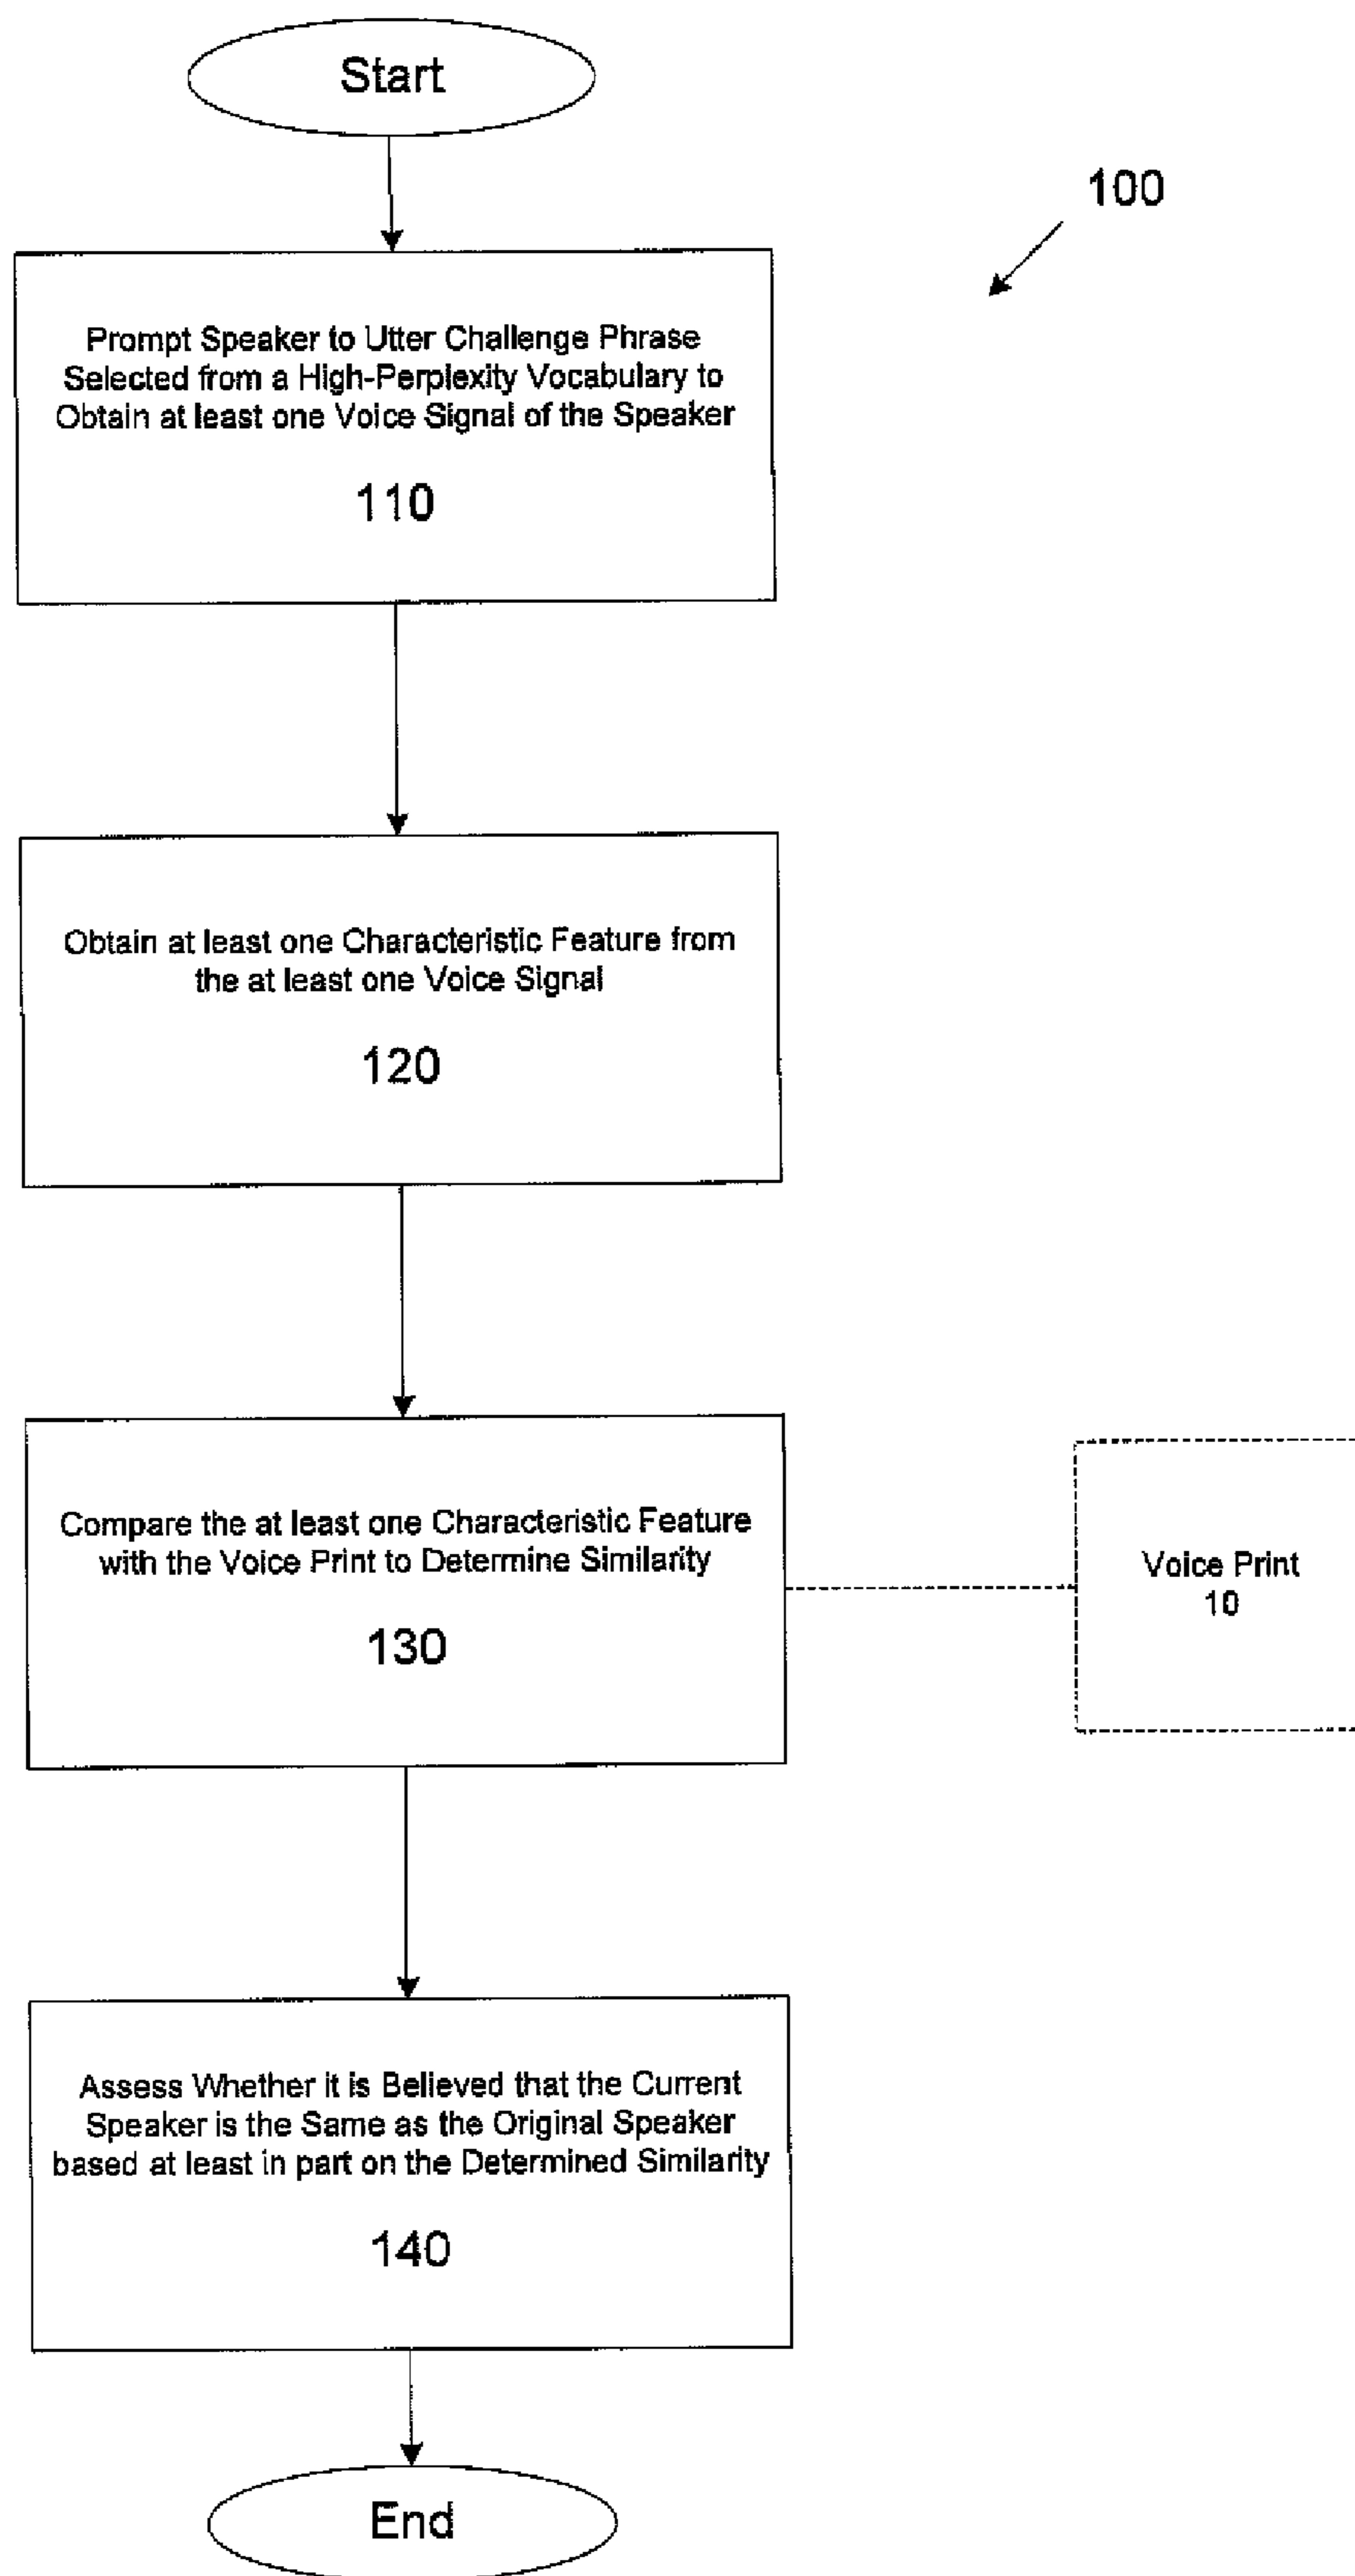 Start
100
Prompt Speaker to Utter Challenge Phrase
Selected from a High-Perplexity Vocabulary to
Obtain at least one Voice Signal of the Speaker
110
Obtain at least one Characteristic Feature from
the at least one Voice Signal
120
Compare the at least one Characteristic Feature
with the Voice Print to Determine Similarity
130
Voice Print
10
Assess Whether it is Believed that the Current
Speaker is the Same as the Original Speaker
based at least in part on the Determined Similarity
140
End